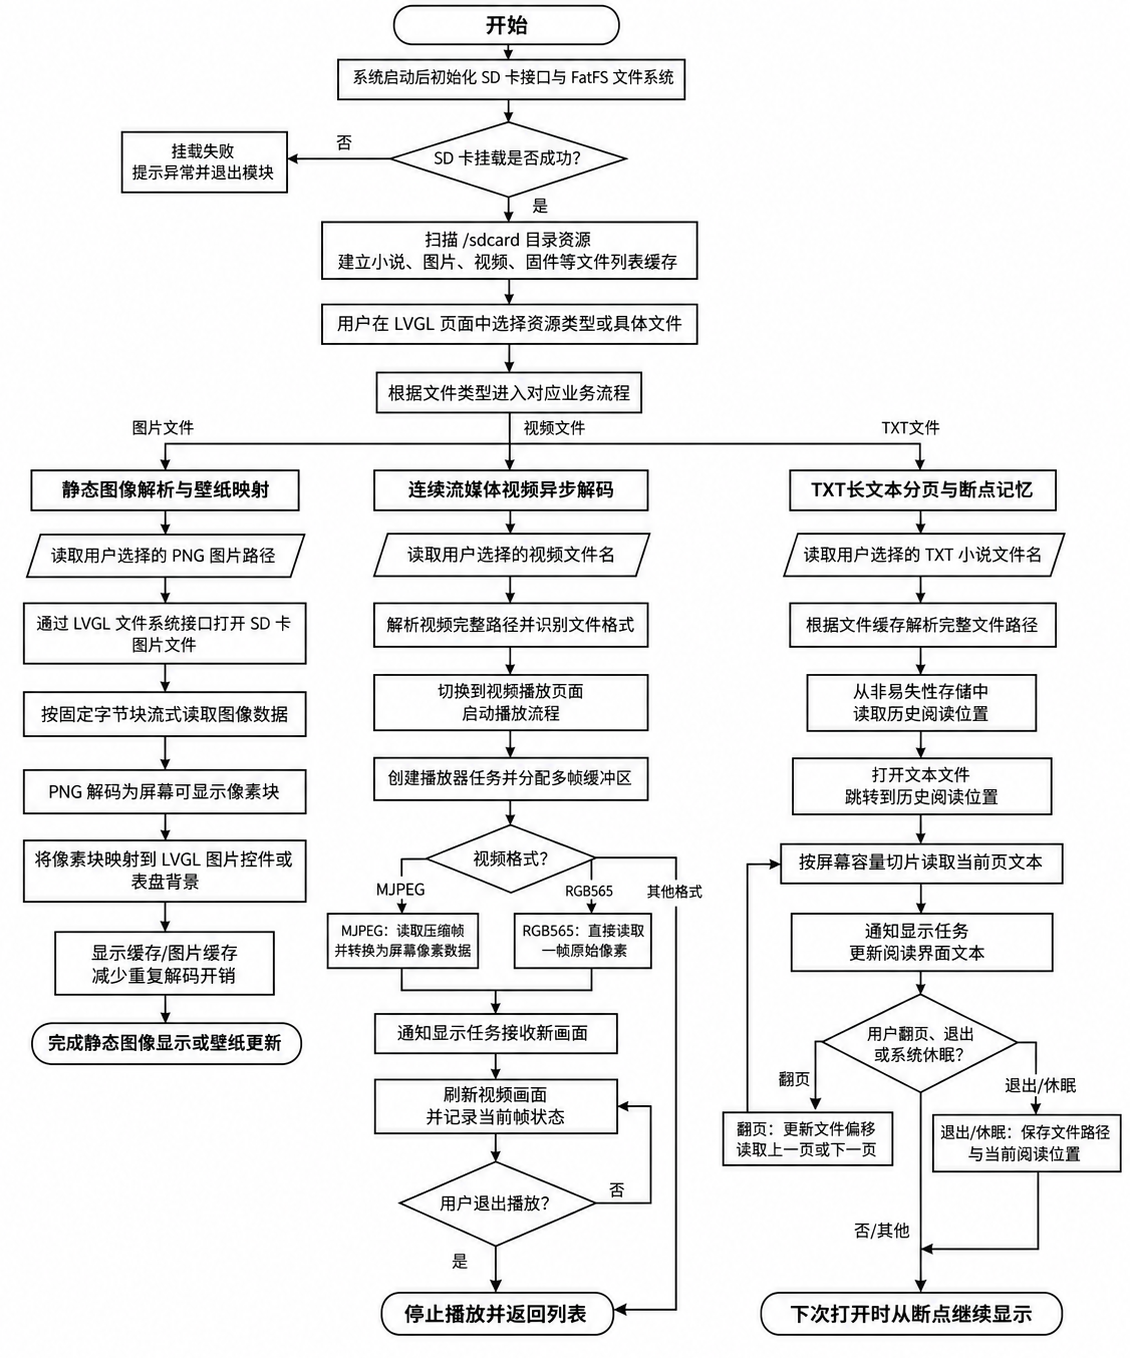 开始
系统启动后初始化 SD 卡接口与 FatFS 文件系统
SD 卡挂载是否成功?
否
挂载失败
提示异常并退出模块
是
扫描 /sdcard 目录资源
建立小说、图片、视频、固件等文件列表缓存
用户在 LVGL 页面中选择资源类型或具体文件
根据文件类型进入对应业务流程
图片文件
视频文件
TXT文件
静态图像解析与壁纸映射
读取用户选择的 PNG 图片路径
通过 LVGL 文件系统接口打开 SD 卡
图片文件
按固定字节块流式读取图像数据
PNG 解码为屏幕可显示像素块
将像素块映射到 LVGL 图片控件或
表盘背景
显示缓存/图片缓存
减少重复解码开销
完成静态图像显示或壁纸更新
连续流媒体视频异步解码
读取用户选择的视频文件名
解析视频完整路径并识别文件格式
切换到视频播放页面
启动播放流程
创建播放器任务并分配多帧缓冲区
视频格式?
MJPEG
RGB565
其他格式
MJPEG：读取压缩帧
并转换为屏幕像素数据
RGB565：直接读取
一帧原始像素
通知显示任务接收新画面
刷新视频画面
并记录当前帧状态
用户退出播放?
否
是
停止播放并返回列表
TXT长文本分页与断点记忆
读取用户选择的 TXT 小说文件名
根据文件缓存解析完整文件路径
从非易失性存储中
读取历史阅读位置
打开文本文件
跳转到历史阅读位置
按屏幕容量切片读取当前页文本
通知显示任务
更新阅读界面文本
用户翻页、退出
或系统休眠?
翻页
退出/休眠
翻页：更新文件偏移
读取上一页或下一页
退出/休眠：保存文件路径
与当前阅读位置
否/其他
下次打开时从断点继续显示